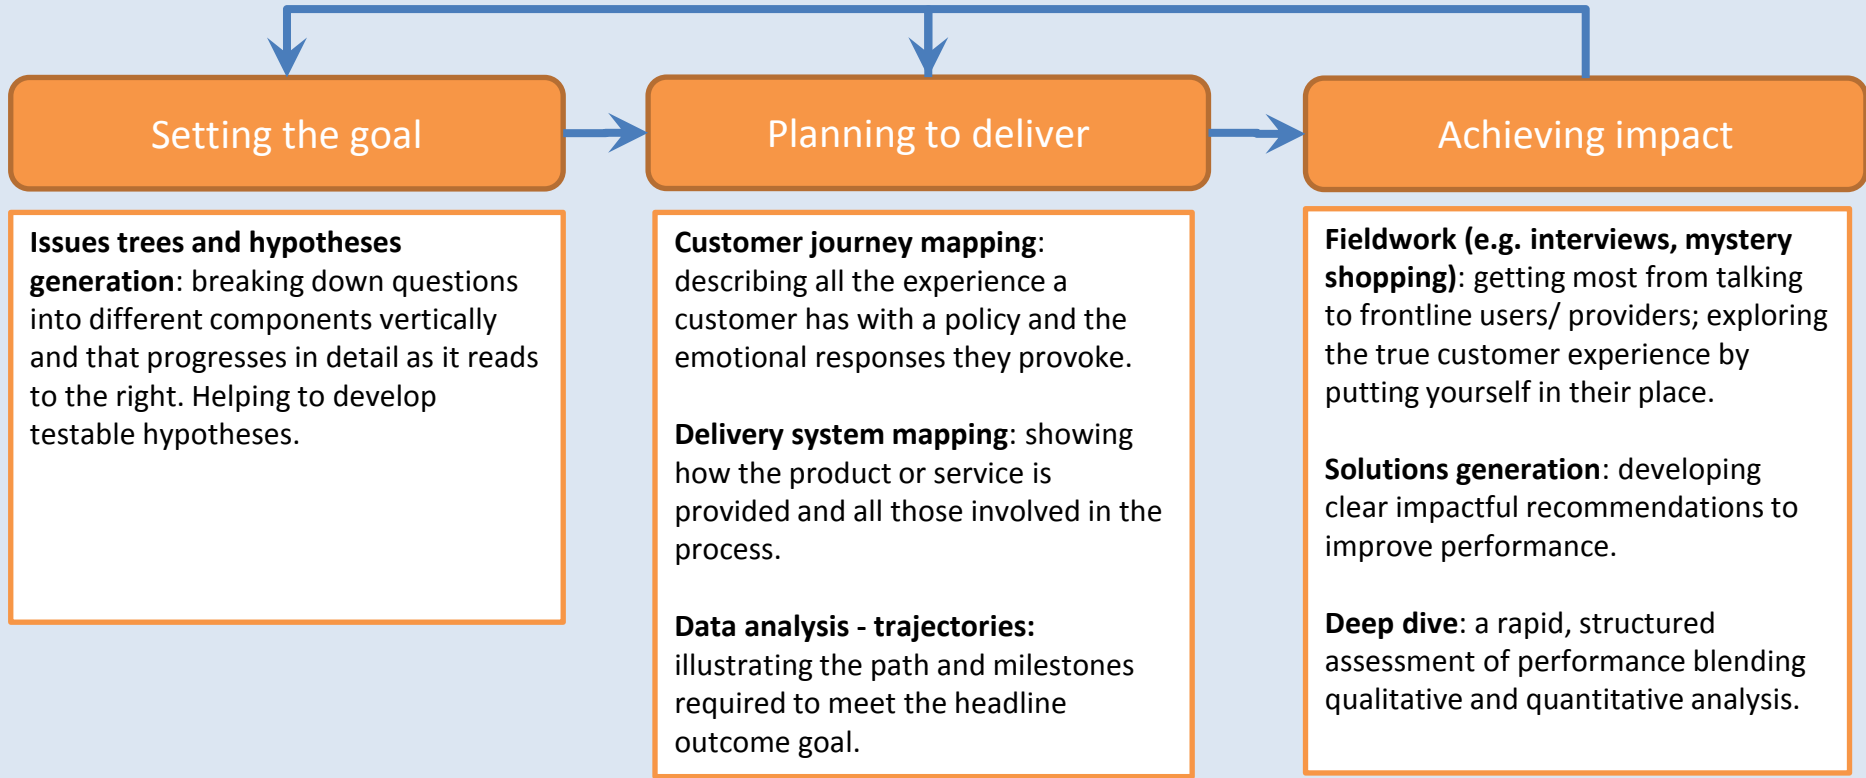 Setting the goal
Planning to deliver
Achieving impact
Issues trees and hypotheses
generation: breaking down questions
into different components vertically
and that progresses in detail as it reads
to the right. Helping to develop
testable hypotheses.
Customer journey mapping:
describing all the experience a
customer has with a policy and the
emotional responses they provoke.
Delivery system mapping: showing
how the product or service is
provided and all those involved in the
process.
Data analysis - trajectories:
illustrating the path and milestones
required to meet the headline
outcome goal.
Fieldwork (e.g. interviews, mystery
shopping): getting most from talking
to frontline users/ providers; exploring
the true customer experience by
putting yourself in their place.
Solutions generation: developing
clear impactful recommendations to
improve performance.
Deep dive: a rapid, structured
assessment of performance blending
qualitative and quantitative analysis.